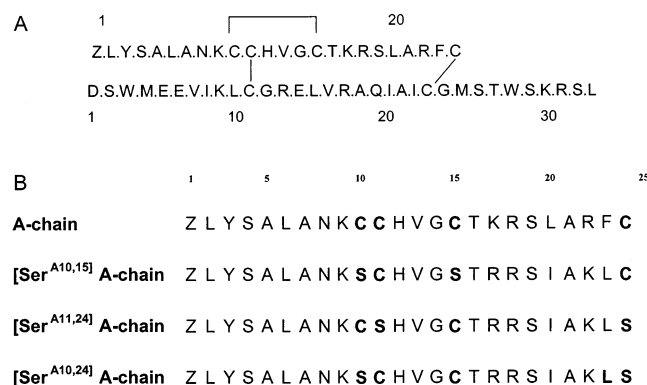 A
1 20
Z.L.Y.S.A.L.A.N.K.C.C.H.V.G.C.T.K.R.S.L.A.R.F.C
D.S.W.M.E.E.V.I.K.L.C.G.R.E.L.V.R.A.Q.I.A.I.C.G.M.S.T.W.S.K.R.S.L
1 10 20 30
B
1 5 10 15 20 25
A-chain Z L Y S A L A N K C C H V G C T K R S L A R F C
[Ser A10,15] A-chain Z L Y S A L A N K S C H V G S T R R S I A K L C
[Ser A11,24] A-chain Z L Y S A L A N K C S H V G C T R R S I A K L S
[Ser A10,24] A-chain Z L Y S A L A N K S C H V G C T R R S I A K L S